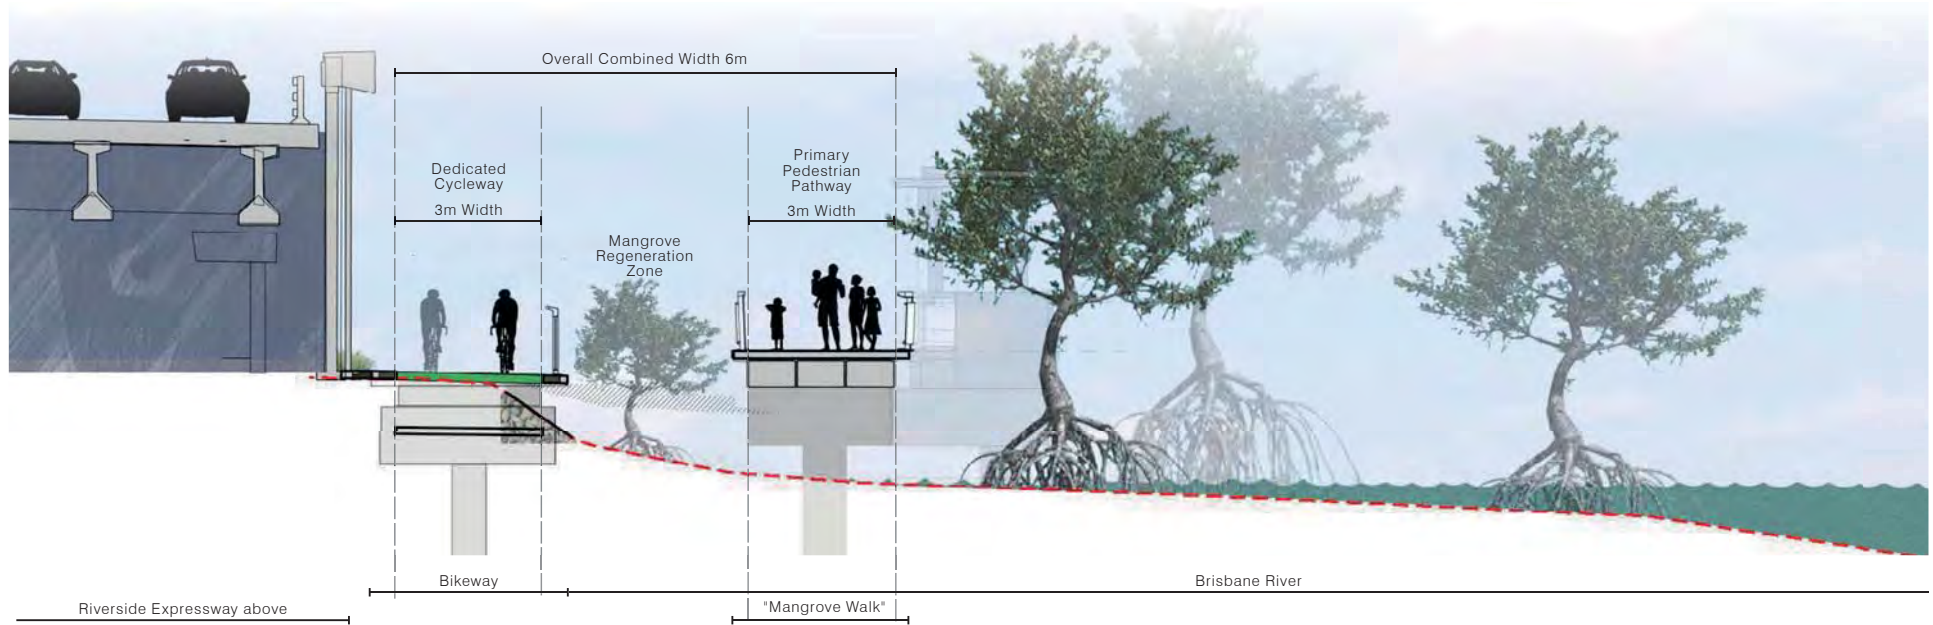 Overall Combined Width 6m
Dedicated
Cycleway
3m Width
Mangrove
Regeneration
Zone
Primary
Pedestrian
Pathway
3m Width
Bikeway
Brisbane River
Riverside Expressway above
"Mangrove Walk"